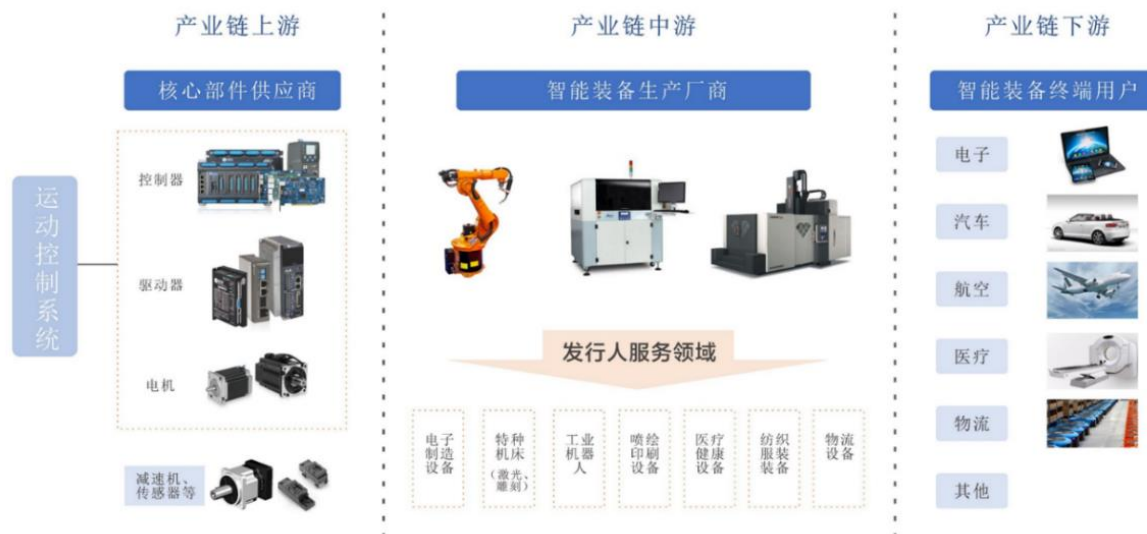 产业链上游
核心部件供应商
运动控制系统
控制器
驱动器
电机
减速机、
传感器等
产业链中游
智能装备生产厂商
发行人服务领域
电子
制造
设备
特种
机床
(激光、
雕刻)
工业
机器
人
喷绘
印刷
设备
医疗
健康
设备
纺织
服装
装备
物流
设备
产业链下游
智能装备终端用户
电子
汽车
航空
医疗
物流
其他